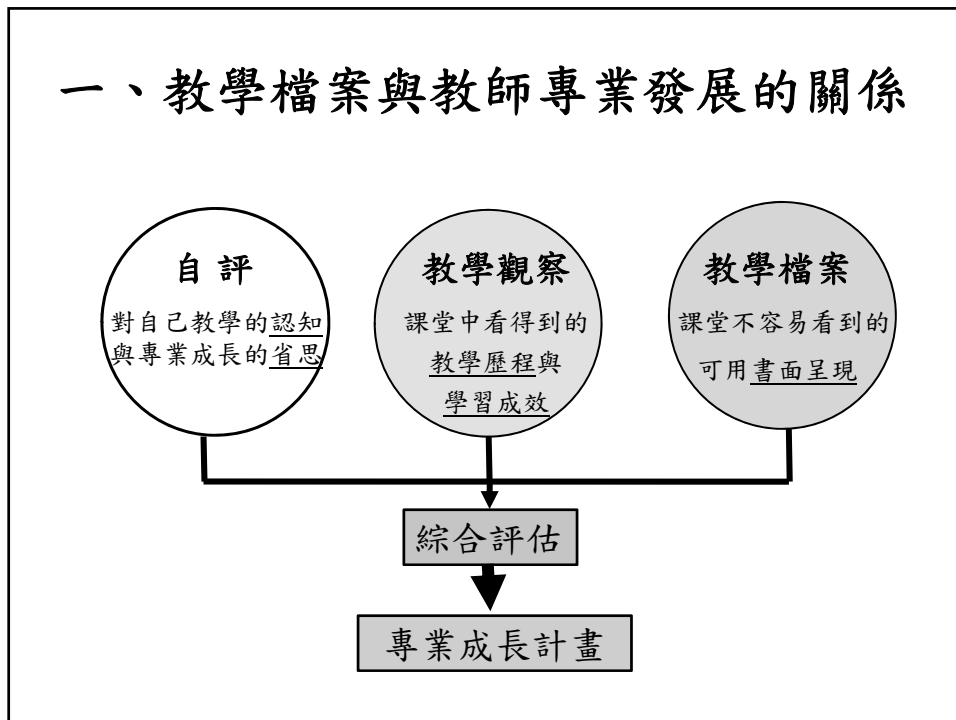 一、教學檔案與教師專業發展的關係
自 評
對自己教學的認知
與專業成長的省思
教學觀察
課堂中看得到的
教學歷程與
學習成效
教學檔案
課堂不容易看到的
可用書面呈現
綜合評估
專業成長計畫